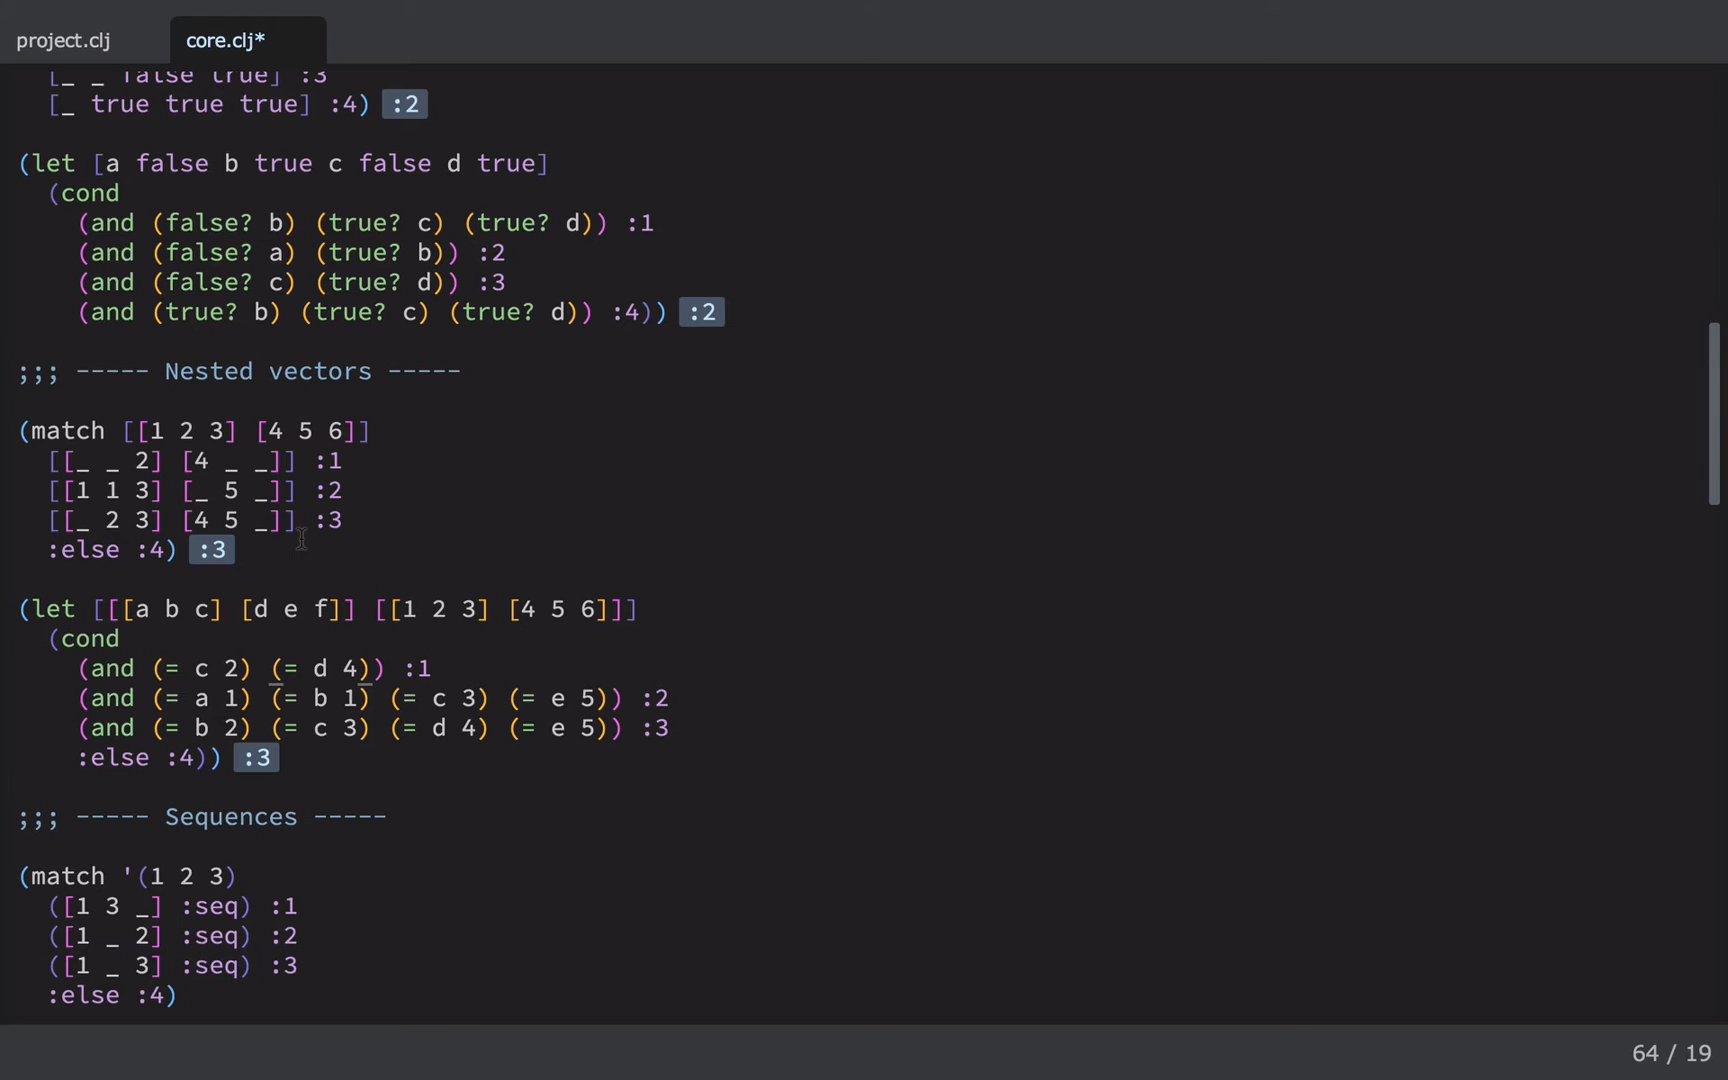 project.clj
core.clj*
[_ _ false true] :3
[_ true true true] :4) :2
(let [a false b true c false d true]
(cond
(and (false? b) (true? c) (true? d)) :1
(and (false? a) (true? b)) :2
(and (false? c) (true? d)) :3
(and (true? b) (true? c) (true? d)) :4)) :2
;;; ----- Nested vectors -----
(match [[1 2 3] [4 5 6]]
[[_ _ 2] [4 _ _]] :1
[[1 1 3] [_ 5 _]] :2
[[_ 2 3] [4 5 _]] :3
:else :4) :3
(let [[[a b c] [d e f]] [[1 2 3] [4 5 6]]]
(cond
(and (= c 2) (= d 4)) :1
(and (= a 1) (= b 1) (= c 3) (= e 5)) :2
(and (= b 2) (= c 3) (= d 4) (= e 5)) :3
:else :4)) :3
;;; ----- Sequences -----
(match '(1 2 3)
([1 3 _] :seq) :1
([1 _ 2] :seq) :2
([1 _ 3] :seq) :3
:else :4)
64 / 19